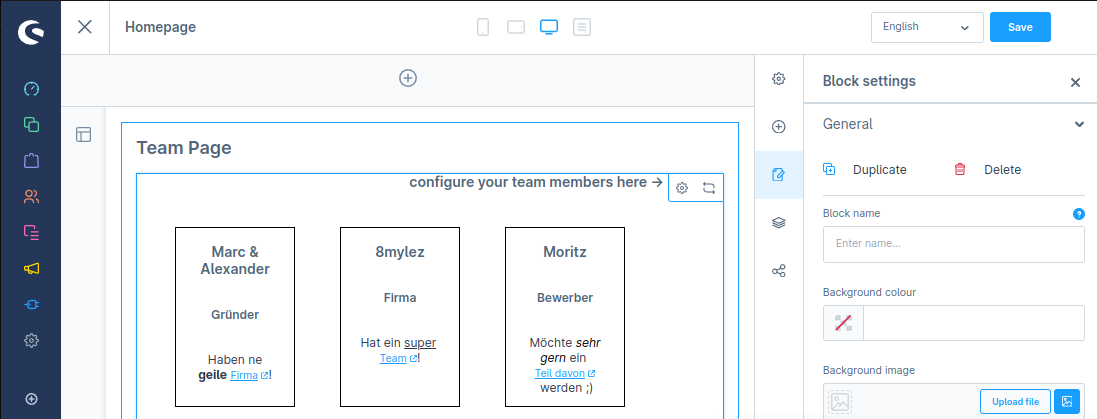 Homepage
English
Save
Block settings
General
Duplicate
Delete
Block name
?
Enter name...
Background colour
Background image
Upload file
Team Page
configure your team members here →
Marc &
Alexander
Gründer
Haben ne
geile Firma!
8mylez
Firma
Hat ein super
Team!
Moritz
Bewerber
Möchte sehr
gern ein
Teil davon
werden ;)